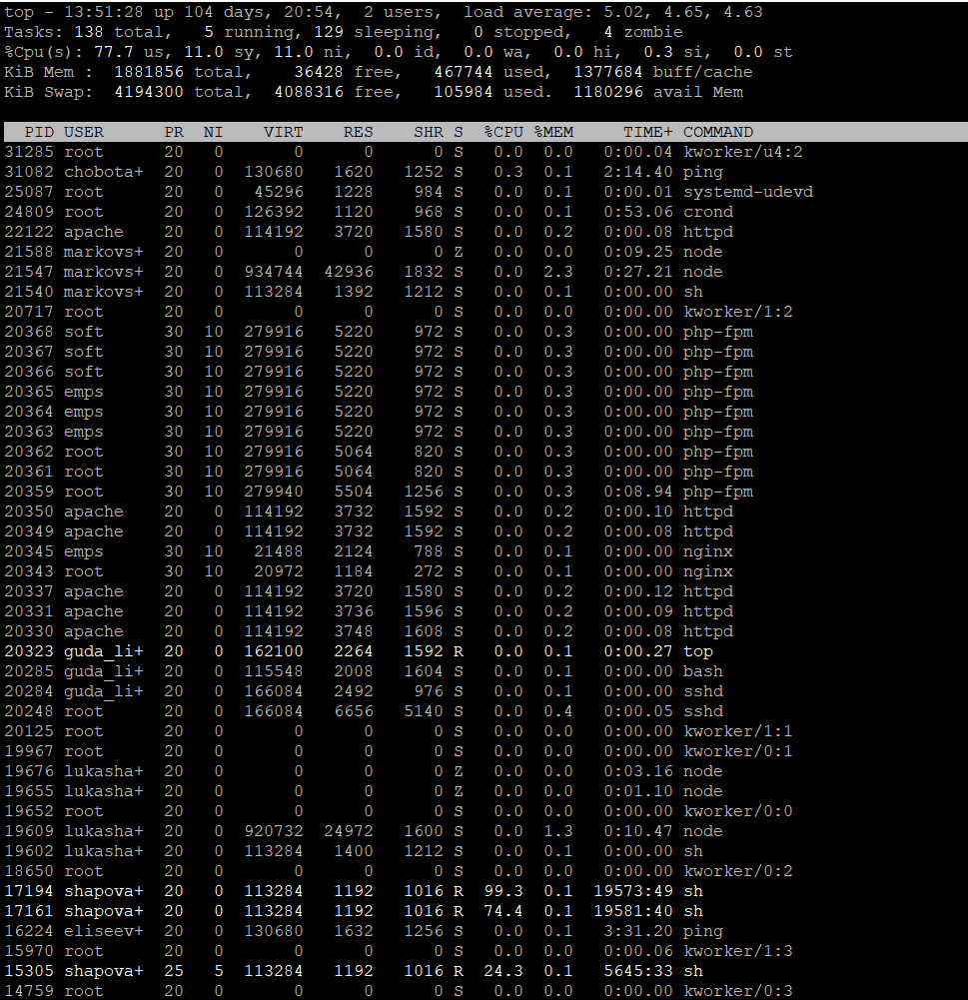 top - 13:51:28 up 104 days, 20:54,  2 users,  load average: 5.02, 4.65, 4.63
Tasks: 138 total,   5 running, 129 sleeping,   0 stopped,   4 zombie
%Cpu(s): 77.7 us, 11.0 sy, 11.0 ni,  0.0 id,  0.0 wa,  0.0 hi,  0.3 si,  0.0 st
KiB Mem :  1881856 total,    36428 free,   467744 used,  1377684 buff/cache
KiB Swap:  4194300 total,  4088316 free,   105984 used.  1180296 avail Mem
PID USER      PR  NI    VIRT    RES    SHR S  %CPU %MEM     TIME+ COMMAND
31285 root      20   0       0      0      0 S   0.0  0.0   0:00.04 kworker/u4:2
31082 chobota+  20   0  130680   1620   1252 S   0.3  0.1   2:14.40 ping
25087 root      20   0   45296   1228    984 S   0.0  0.1   0:00.01 systemd-udevd
24809 root      20   0  126392   1120    968 S   0.0  0.1   0:53.06 crond
22122 apache    20   0  114192   3720   1580 S   0.0  0.2   0:00.08 httpd
21588 markovs+  20   0       0      0      0 Z   0.0  0.0   0:09.25 node
21547 markovs+  20   0  934744  42936   1832 S   0.0  2.3   0:27.21 node
21540 markovs+  20   0  113284   1392   1212 S   0.0  0.1   0:00.00 sh
20717 root      20   0       0      0      0 S   0.0  0.0   0:00.00 kworker/1:2
20368 soft      30  10  279916   5220    972 S   0.0  0.3   0:00.00 php-fpm
20367 soft      30  10  279916   5220    972 S   0.0  0.3   0:00.00 php-fpm
20366 soft      30  10  279916   5220    972 S   0.0  0.3   0:00.00 php-fpm
20365 emps      30  10  279916   5220    972 S   0.0  0.3   0:00.00 php-fpm
20364 emps      30  10  279916   5220    972 S   0.0  0.3   0:00.00 php-fpm
20363 emps      30  10  279916   5220    972 S   0.0  0.3   0:00.00 php-fpm
20362 root      30  10  279916   5064    820 S   0.0  0.3   0:00.00 php-fpm
20361 root      30  10  279916   5064    820 S   0.0  0.3   0:00.00 php-fpm
20359 root      30  10  279940   5504   1256 S   0.0  0.3   0:08.94 php-fpm
20350 apache    20   0  114192   3732   1592 S   0.0  0.2   0:00.10 httpd
20349 apache    20   0  114192   3732   1592 S   0.0  0.2   0:00.08 httpd
20345 emps      30  10   21488   2124    788 S   0.0  0.1   0:00.00 nginx
20343 root      30  10   20972   1184    272 S   0.0  0.1   0:00.00 nginx
20337 apache    20   0  114192   3720   1580 S   0.0  0.2   0:00.12 httpd
20331 apache    20   0  114192   3736   1596 S   0.0  0.2   0:00.09 httpd
20330 apache    20   0  114192   3748   1608 S   0.0  0.2   0:00.08 httpd
20323 guda_li+  20   0  162100   2264   1592 R   0.0  0.1   0:00.27 top
20285 guda_li+  20   0  115548   2008   1604 S   0.0  0.1   0:00.00 bash
20284 guda_li+  20   0  166084   2492    976 S   0.0  0.1   0:00.00 sshd
20248 root      20   0  166084   6656   5140 S   0.0  0.4   0:00.05 sshd
20125 root      20   0       0      0      0 S   0.0  0.0   0:00.00 kworker/1:1
19967 root      20   0       0      0      0 S   0.0  0.0   0:00.00 kworker/0:1
19676 lukasha+  20   0       0      0      0 Z   0.0  0.0   0:03.16 node
19655 lukasha+  20   0       0      0      0 Z   0.0  0.0   0:01.10 node
19652 root      20   0       0      0      0 S   0.0  0.0   0:00.00 kworker/0:0
19609 lukasha+  20   0  920732  24972   1600 S   0.0  1.3   0:10.47 node
19602 lukasha+  20   0  113284   1400   1212 S   0.0  0.1   0:00.00 sh
18650 root      20   0       0      0      0 S   0.0  0.0   0:00.00 kworker/0:2
17194 shapova+  20   0  113284   1192   1016 R  99.3  0.1  19573:49 sh
17161 shapova+  20   0  113284   1192   1016 R  74.4  0.1  19581:40 sh
16224 eliseev+  20   0  130680   1632   1256 S   0.0  0.1   3:31.20 ping
15970 root      20   0       0      0      0 S   0.0  0.0   0:00.06 kworker/1:3
15305 shapova+  25   5  113284   1192   1016 R  24.3  0.1   5645:33 sh
14759 root      20   0       0      0      0 S   0.0  0.0   0:00.00 kworker/0:3